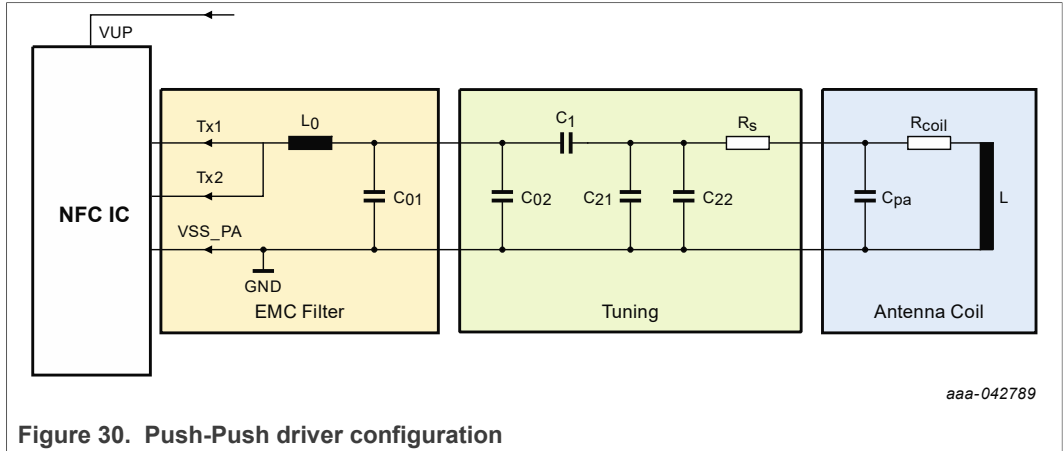 VUP
NFC IC
Tx1
Tx2
VSS_PA
GND
L0
C01
EMC Filter
C02
C1
C21
C22
Rs
Tuning
Cpa
Rcoil
L
Antenna Coil
aaa-042789
Figure 30. Push-Push driver configuration